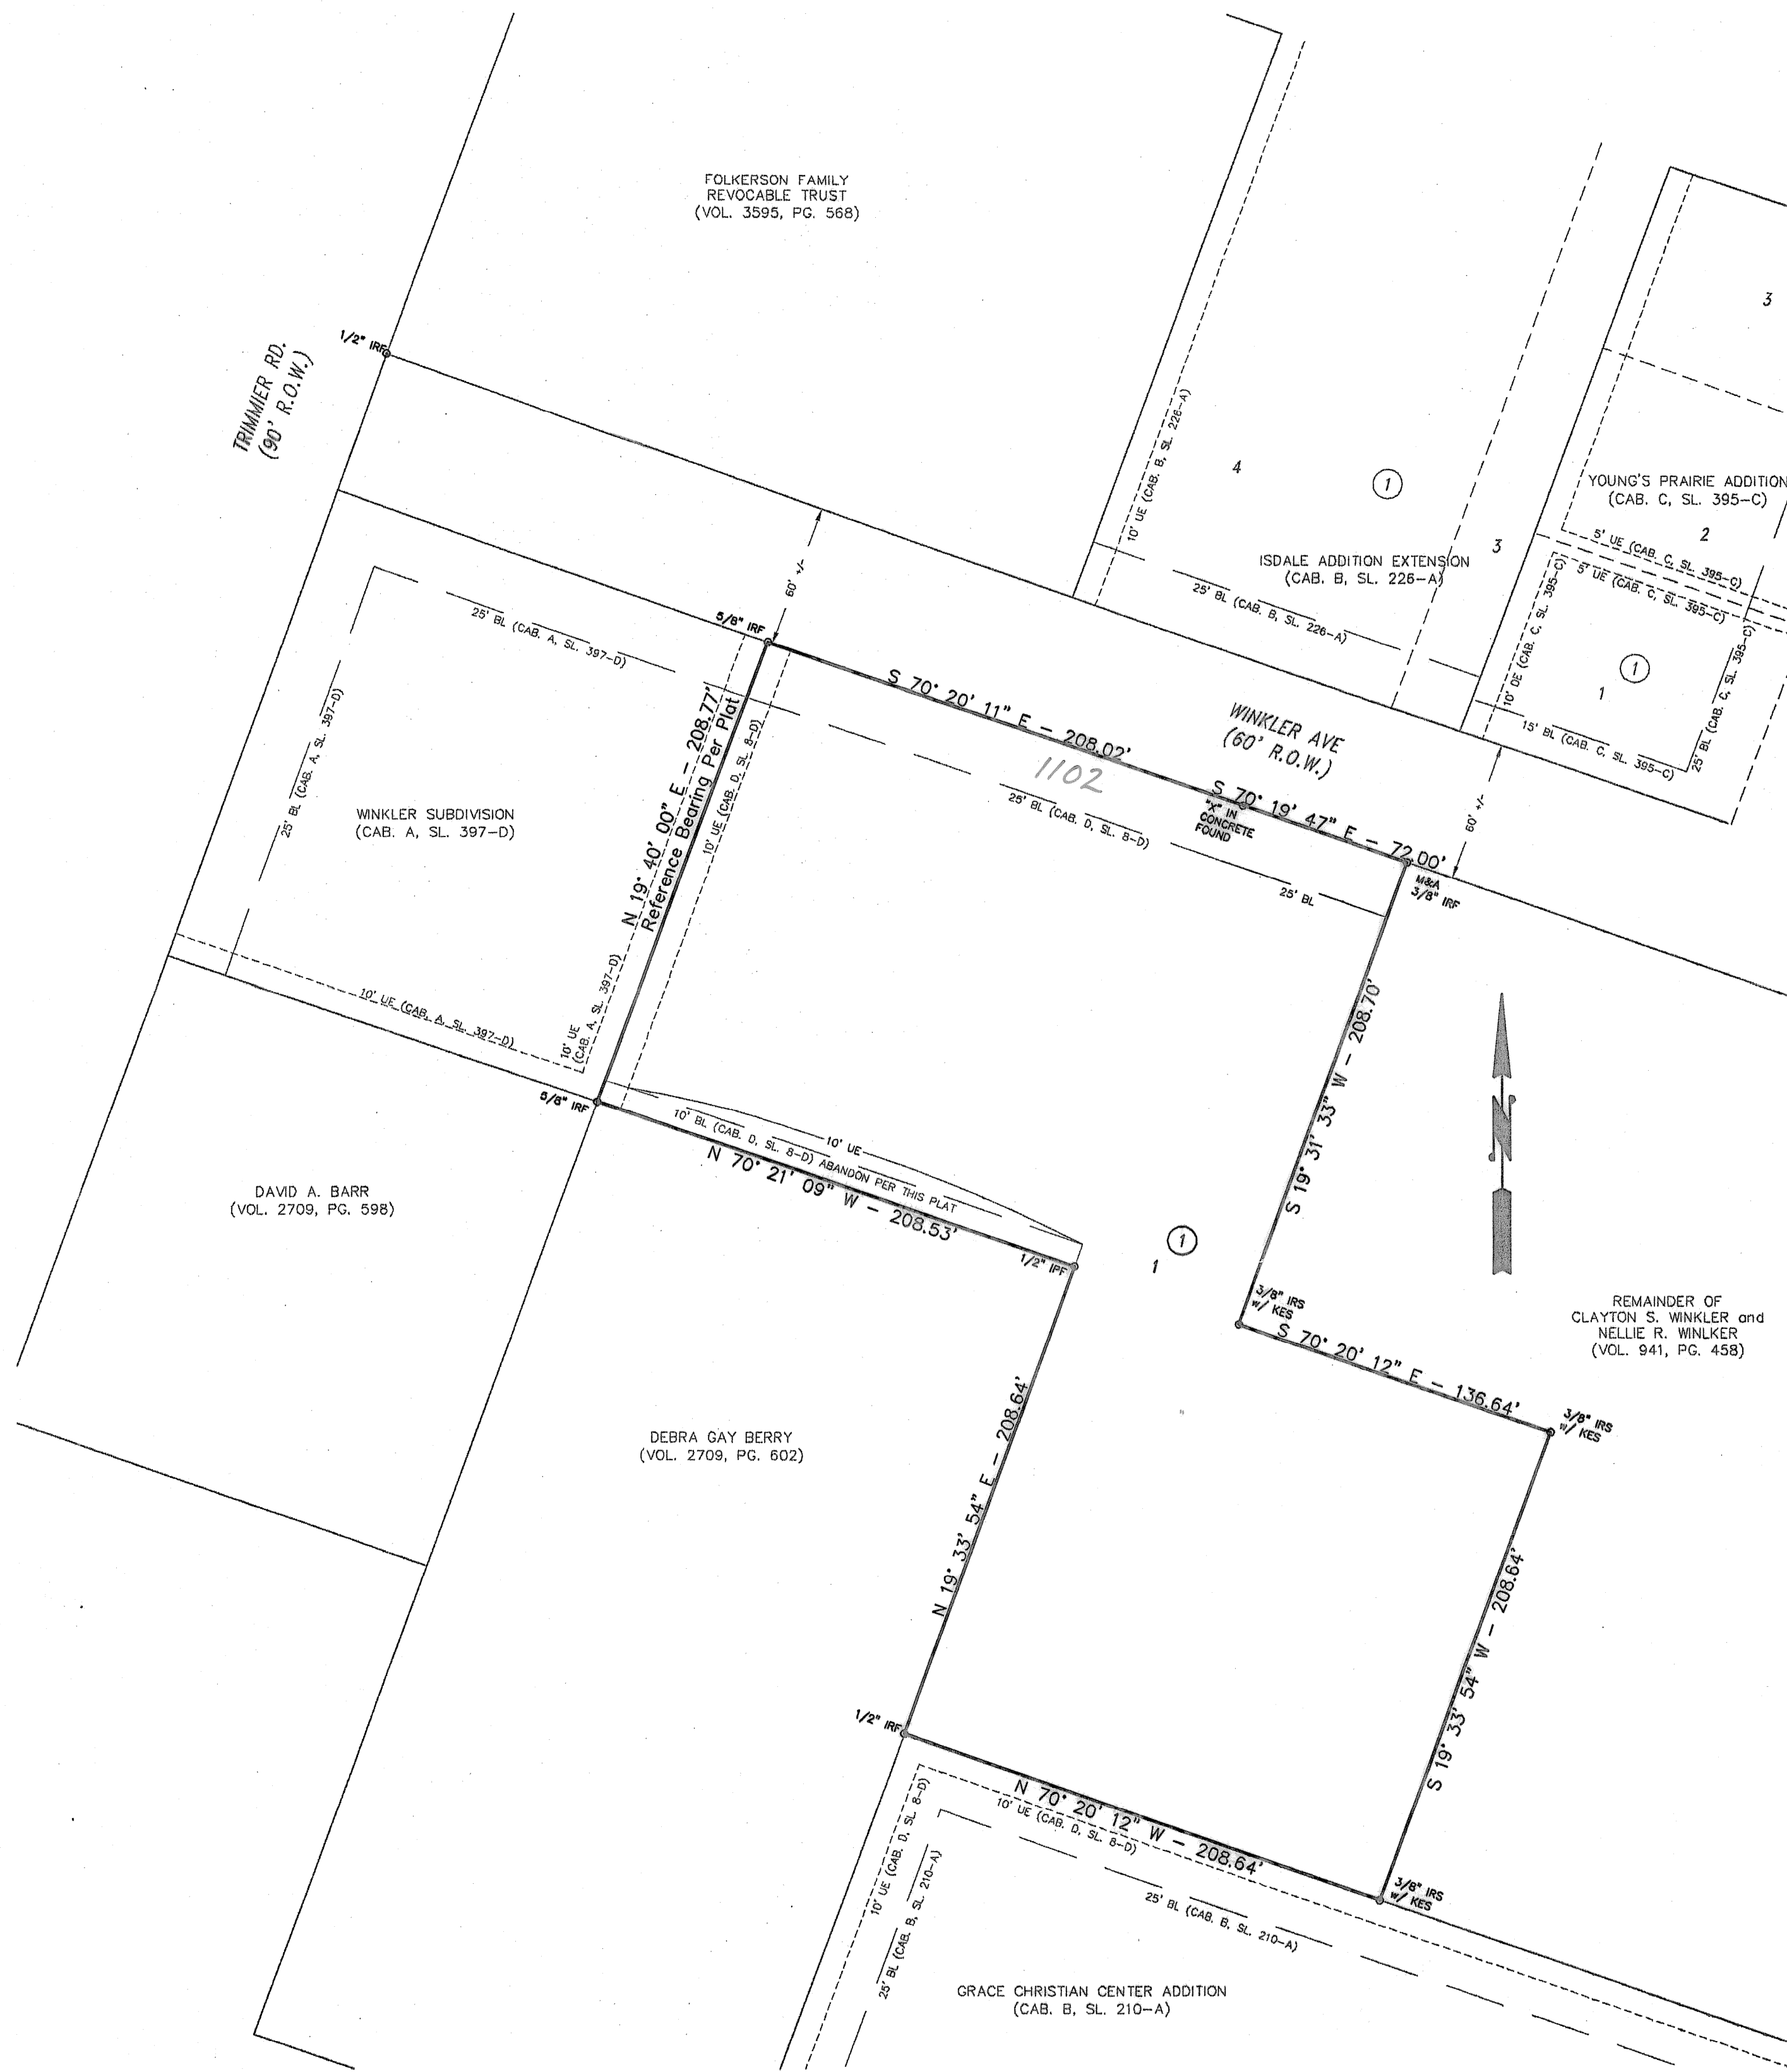 FOLKERSON FAMILY
REVOCABLE TRUST
(VOL. 3595, PG. 568)
1/2" IRF
TRIMMIER RD.
(90' R.O.W.)
60' +/-
10' UE (CAB. B, SL. 226-A)
4
1
3
ISDALE ADDITION EXTENSION
(CAB. B, SL. 226-A)
25' BL (CAB. B, SL. 226-A)
3
YOUNG'S PRAIRIE ADDITION
(CAB. C, SL. 395-C)
2
5' UE (CAB. C, SL. 395-C)
5' UE (CAB. C, SL. 395-C)
10' DE (CAB. C, SL. 395-C)
1
1
15' BL (CAB. C, SL. 395-C)
25' BL (CAB. C, SL. 395-C)
5/8" IRF
25' BL (CAB. A, SL. 397-D)
25' BL (CAB. A, SL. 397-D)
WINKLER SUBDIVISION
(CAB. A, SL. 397-D)
N 19° 40' 00" E - 208.77'
Reference Bearing Per Plat
10' UE (CAB. D, SL. 8-D)
S 70° 20' 11" E - 208.02'
1102
WINKLER AVE
(60' R.O.W.)
25' BL (CAB. D, SL. 8-D)
S 70° 19' 47" E - 72.00'
"X" IN
CONCRETE
FOUND
60' +/-
M&A
3/8" IRF
25' BL
10' UE (CAB. A, SL. 397-D)
10' UE
(CAB. A, SL. 397-D)
5/8" IRF
S 19° 31' 33" W - 208.70'
N
10' UE
10' BL (CAB. D, SL. 8-D) ABANDON PER THIS PLAT
N 70° 21' 09" W - 208.53'
1/2" IPF
DAVID A. BARR
(VOL. 2709, PG. 598)
1
1
3/8" IRS
w/ KES
S 70° 20' 12" E - 136.64'
3/8" IRS
w/ KES
REMAINDER OF
CLAYTON S. WINKLER and
NELLIE R. WINLKER
(VOL. 941, PG. 458)
DEBRA GAY BERRY
(VOL. 2709, PG. 602)
N 19° 33' 54" E - 208.64'
S 19° 33' 54" W - 208.64'
1/2" IRF
N 70° 20' 12" W - 208.64'
10' UE (CAB. D, SL. 8-D)
10' UE (CAB. D, SL. 8-D)
25' BL (CAB. B, SL. 210-A)
25' BL (CAB. B, SL. 210-A)
3/8" IRS
w/ KES
GRACE CHRISTIAN CENTER ADDITION
(CAB. B, SL. 210-A)